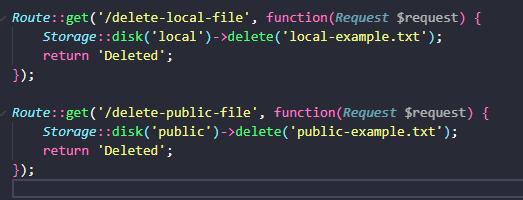 Route::get('/delete-local-file', function(Request $request) {
    Storage::disk('local')->delete('local-example.txt');
    return 'Deleted';
});
Route::get('/delete-public-file', function(Request $request) {
    Storage::disk('public')->delete('public-example.txt');
    return 'Deleted';
});